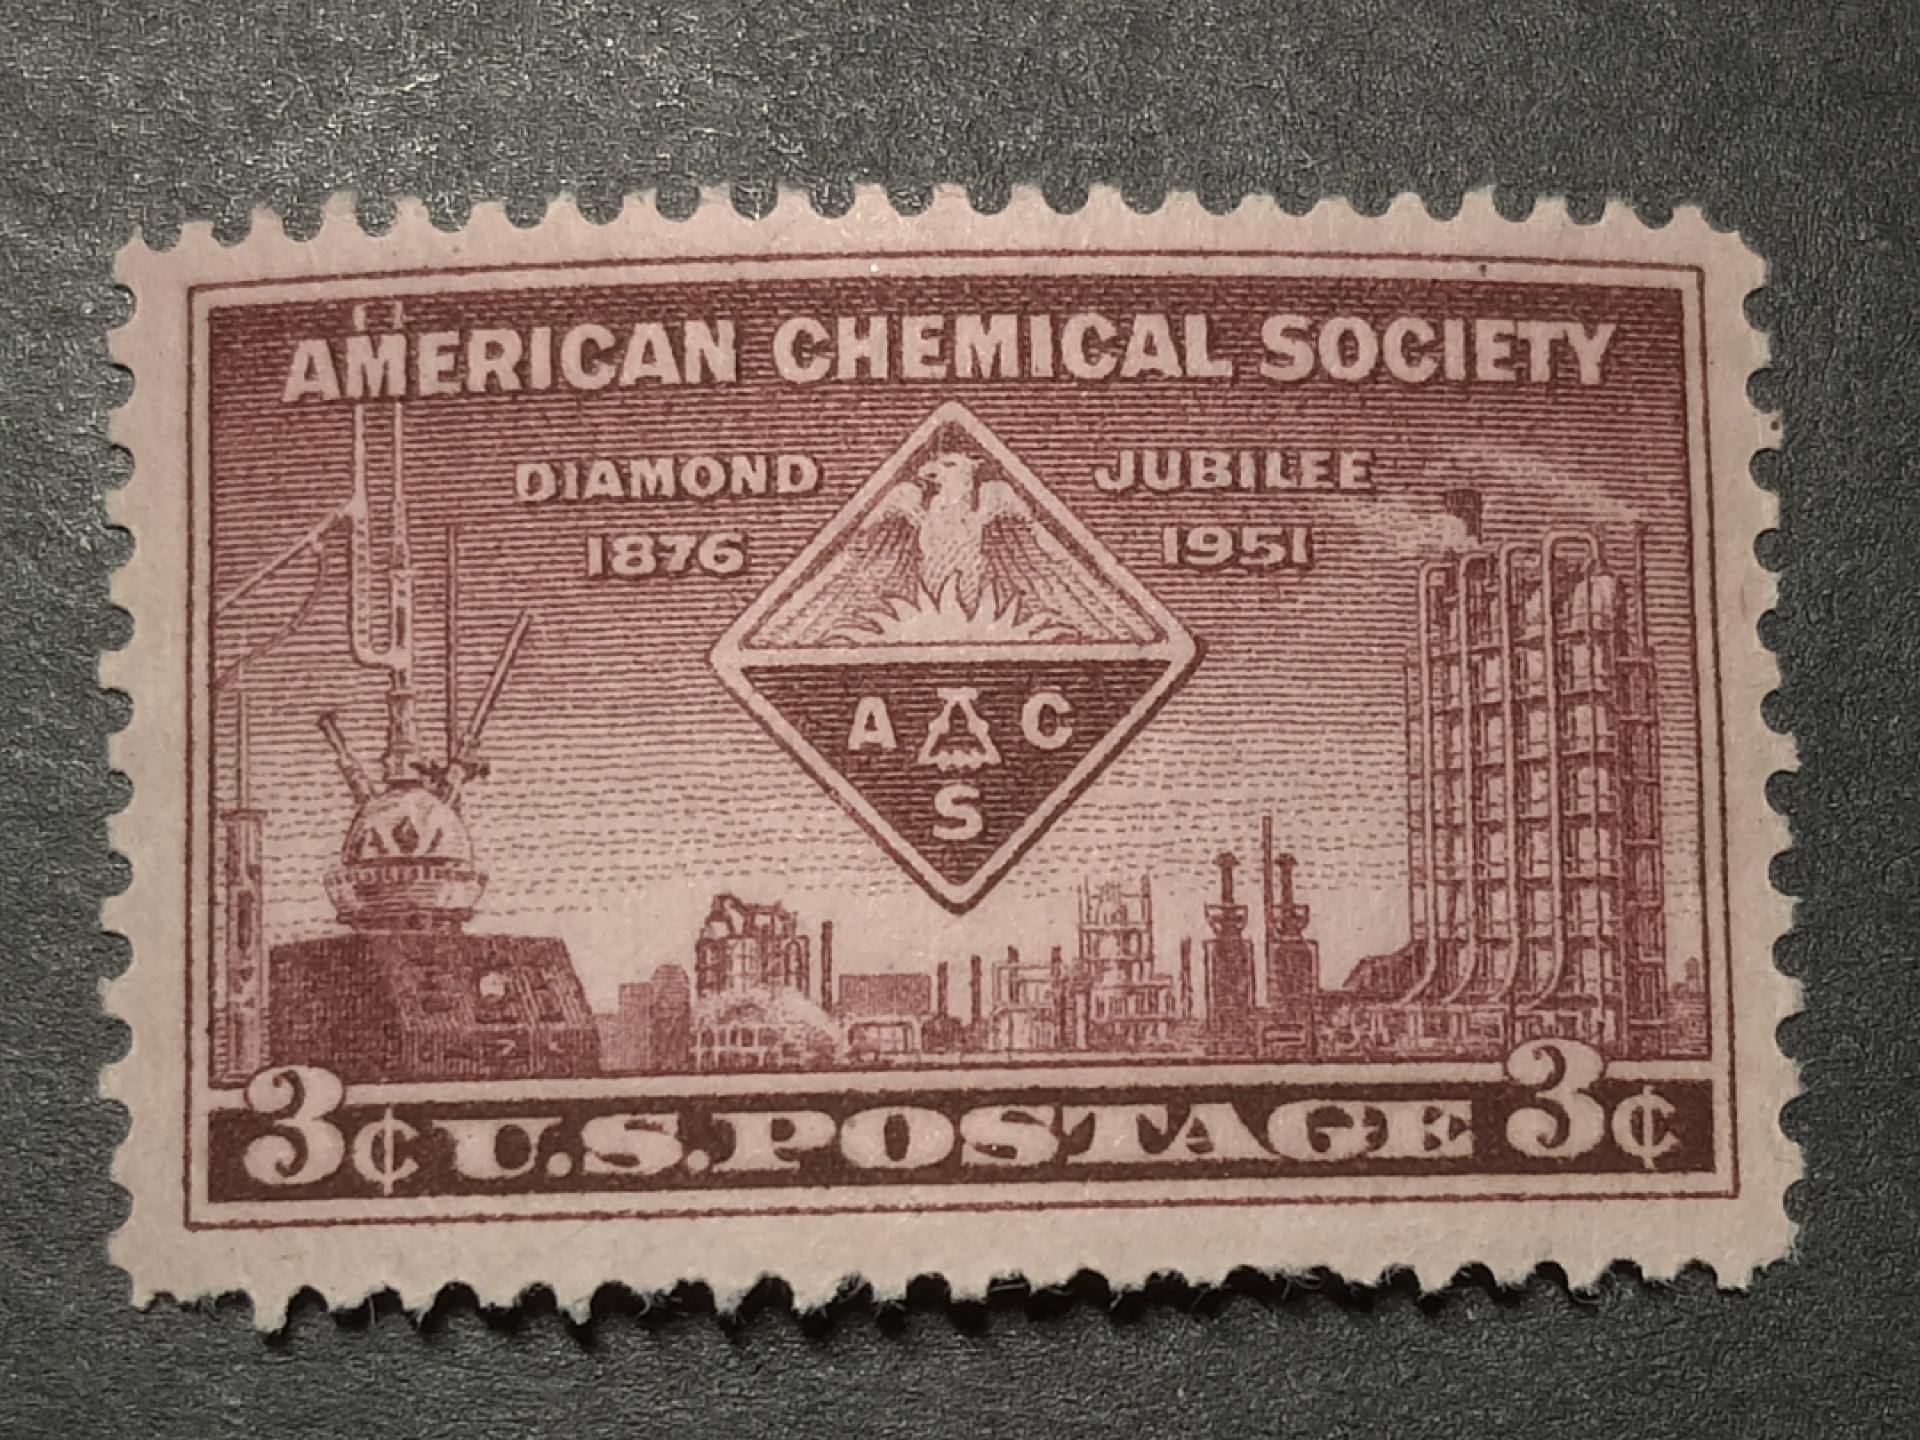 AMERICAN CHEMICAL SOCIETY
DIAMOND JUBILEE
1876 1951
A C
S
3¢ U.S. POSTAGE 3¢